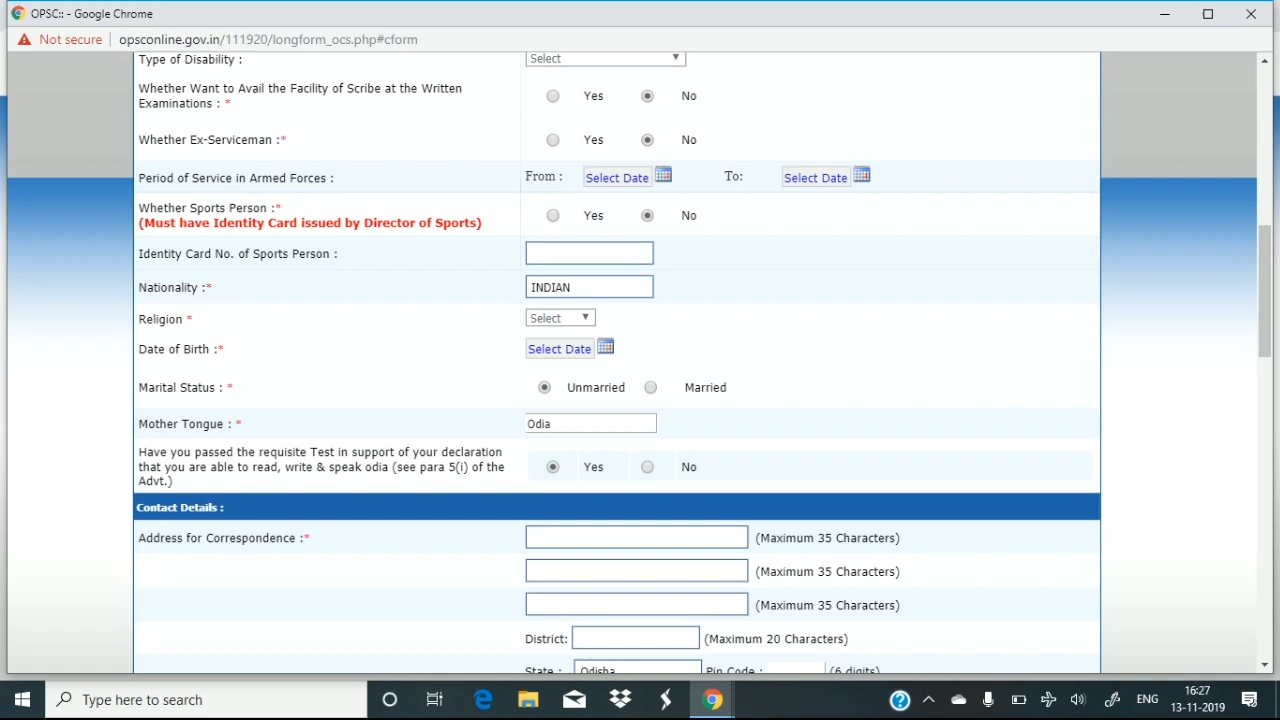 OPSC:: - Google Chrome
Not secure opsconline.gov.in/111920/longform_ocs.php#cform
Type of Disability : Select
Whether Want to Avail the Facility of Scribe at the Written
Examinations : * Yes No
Whether Ex-Serviceman :* Yes No
Period of Service in Armed Forces : From : Select Date To: Select Date
Whether Sports Person :*
(Must have Identity Card issued by Director of Sports) Yes No
Identity Card No. of Sports Person :
Nationality :* INDIAN
Religion * Select
Date of Birth :* Select Date
Marital Status : * Unmarried Married
Mother Tongue : * Odia
Have you passed the requisite Test in support of your declaration
that you are able to read, write & speak odia (see para 5(i) of the Yes No
Advt.)
Contact Details :
Address for Correspondence :* (Maximum 35 Characters)
(Maximum 35 Characters)
(Maximum 35 Characters)
District: (Maximum 20 Characters)
State : Odisha Pin Code : (6 digits)
Type here to search
ENG
16:27
13-11-2019